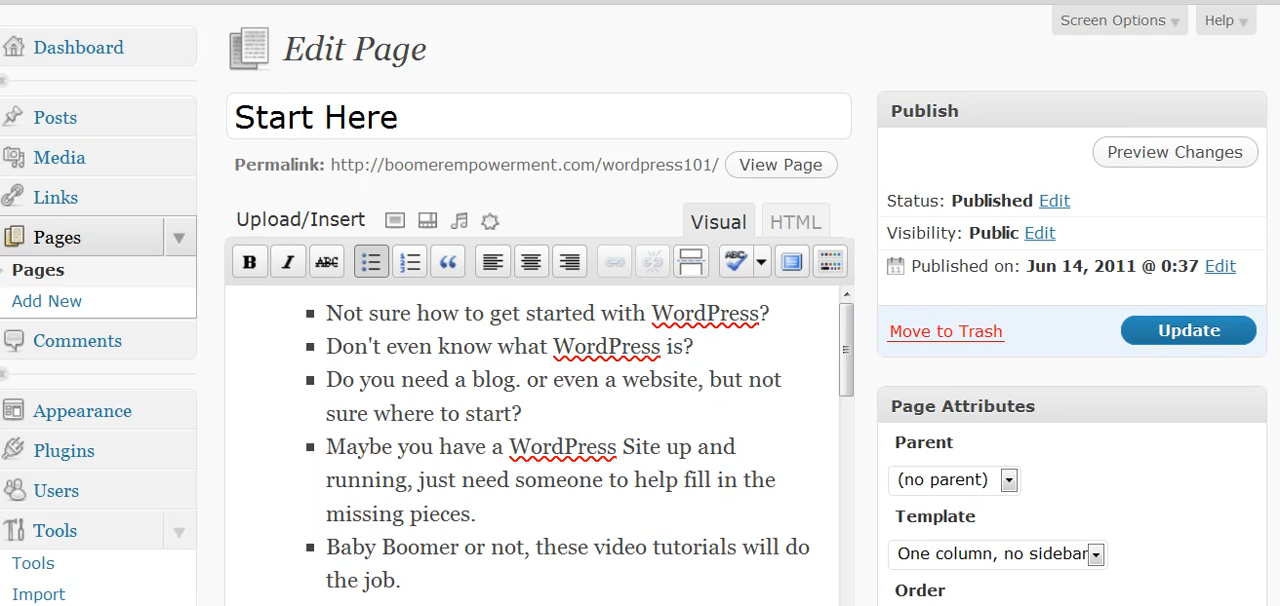 Screen Options
Help
Dashboard
Edit Page
Posts
Media
Links
Pages
Pages
Add New
Comments
Appearance
Plugins
Users
Tools
Tools
Import
Start Here
Permalink: http://boomerempowerment.com/wordpress101/ View Page
Upload/Insert
Visual
HTML
B I ABC ABC
Not sure how to get started with WordPress?
Don't even know what WordPress is?
Do you need a blog. or even a website, but not
sure where to start?
Maybe you have a WordPress Site up and
running, just need someone to help fill in the
missing pieces.
Baby Boomer or not, these video tutorials will do
the job.
Publish
Preview Changes
Status: Published Edit
Visibility: Public Edit
Published on: Jun 14, 2011 @ 0:37 Edit
Move to Trash
Update
Page Attributes
Parent
(no parent)
Template
One column, no sidebar
Order